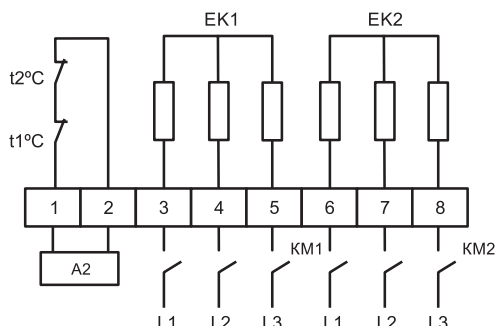 EK1 EK2
t2ºC
t1ºC
1 2 3 4 5 6 7 8
A2
KM1 KM2
L1 L2 L3 L1 L2 L3